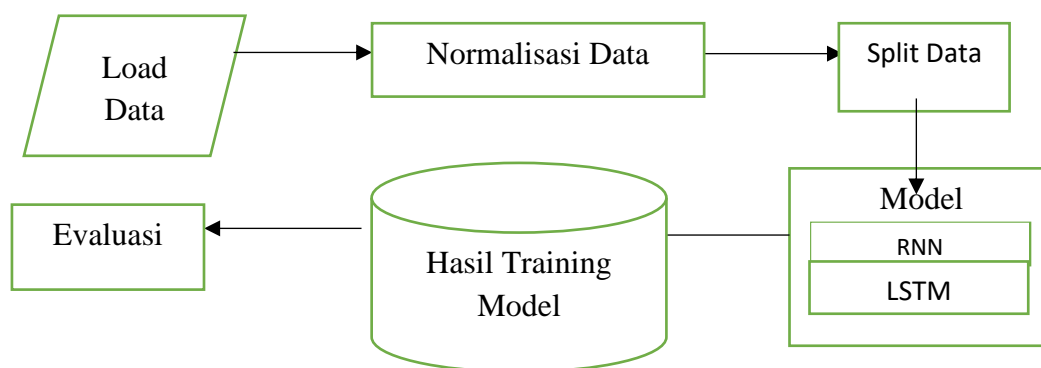 Load
Data
Normalisasi Data
Split Data
Model
RNN
LSTM
Hasil Training
Model
Evaluasi